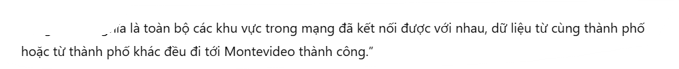 là toàn bộ các khu vực trong mạng đã kết nối được với nhau, dữ liệu từ cùng thành phố
hoặc từ thành phố khác đều đi tới Montevideo thành công.”